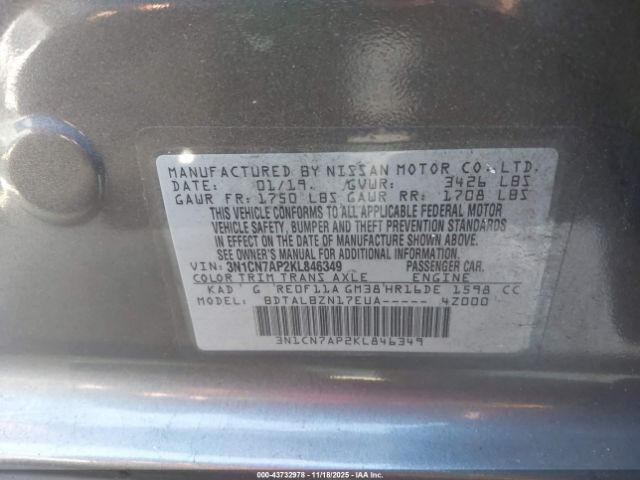 MANUFACTURED BY NISSAN MOTOR CO., LTD.
DATE: 01/19. GVWR: 3426 LBS
GAWR FR: 1750 LBS GAWR RR: 1708 LBS
THIS VEHICLE CONFORMS TO ALL APPLICABLE FEDERAL MOTOR
VEHICLE SAFETY, BUMPER AND THEFT PREVENTION STANDARDS
IN EFFECT ON THE DATE OF MANUFACTURE SHOWN ABOVE.
SEE OWNER'S MANUAL FOR ADDITIONAL INFORMATION.
VIN: 3N1CN7AP2KL846349 PASSENGER CAR.
COLOR TRIM TRANS AXLE ENGINE
KAD G RE0F11A GM38 HR16DE 1598 CC
MODEL: BDTALBZN17EUA----- 4Z000
3N1CN7AP2KL846349
000-43732978 - 11/18/2025 - IAAI.COM